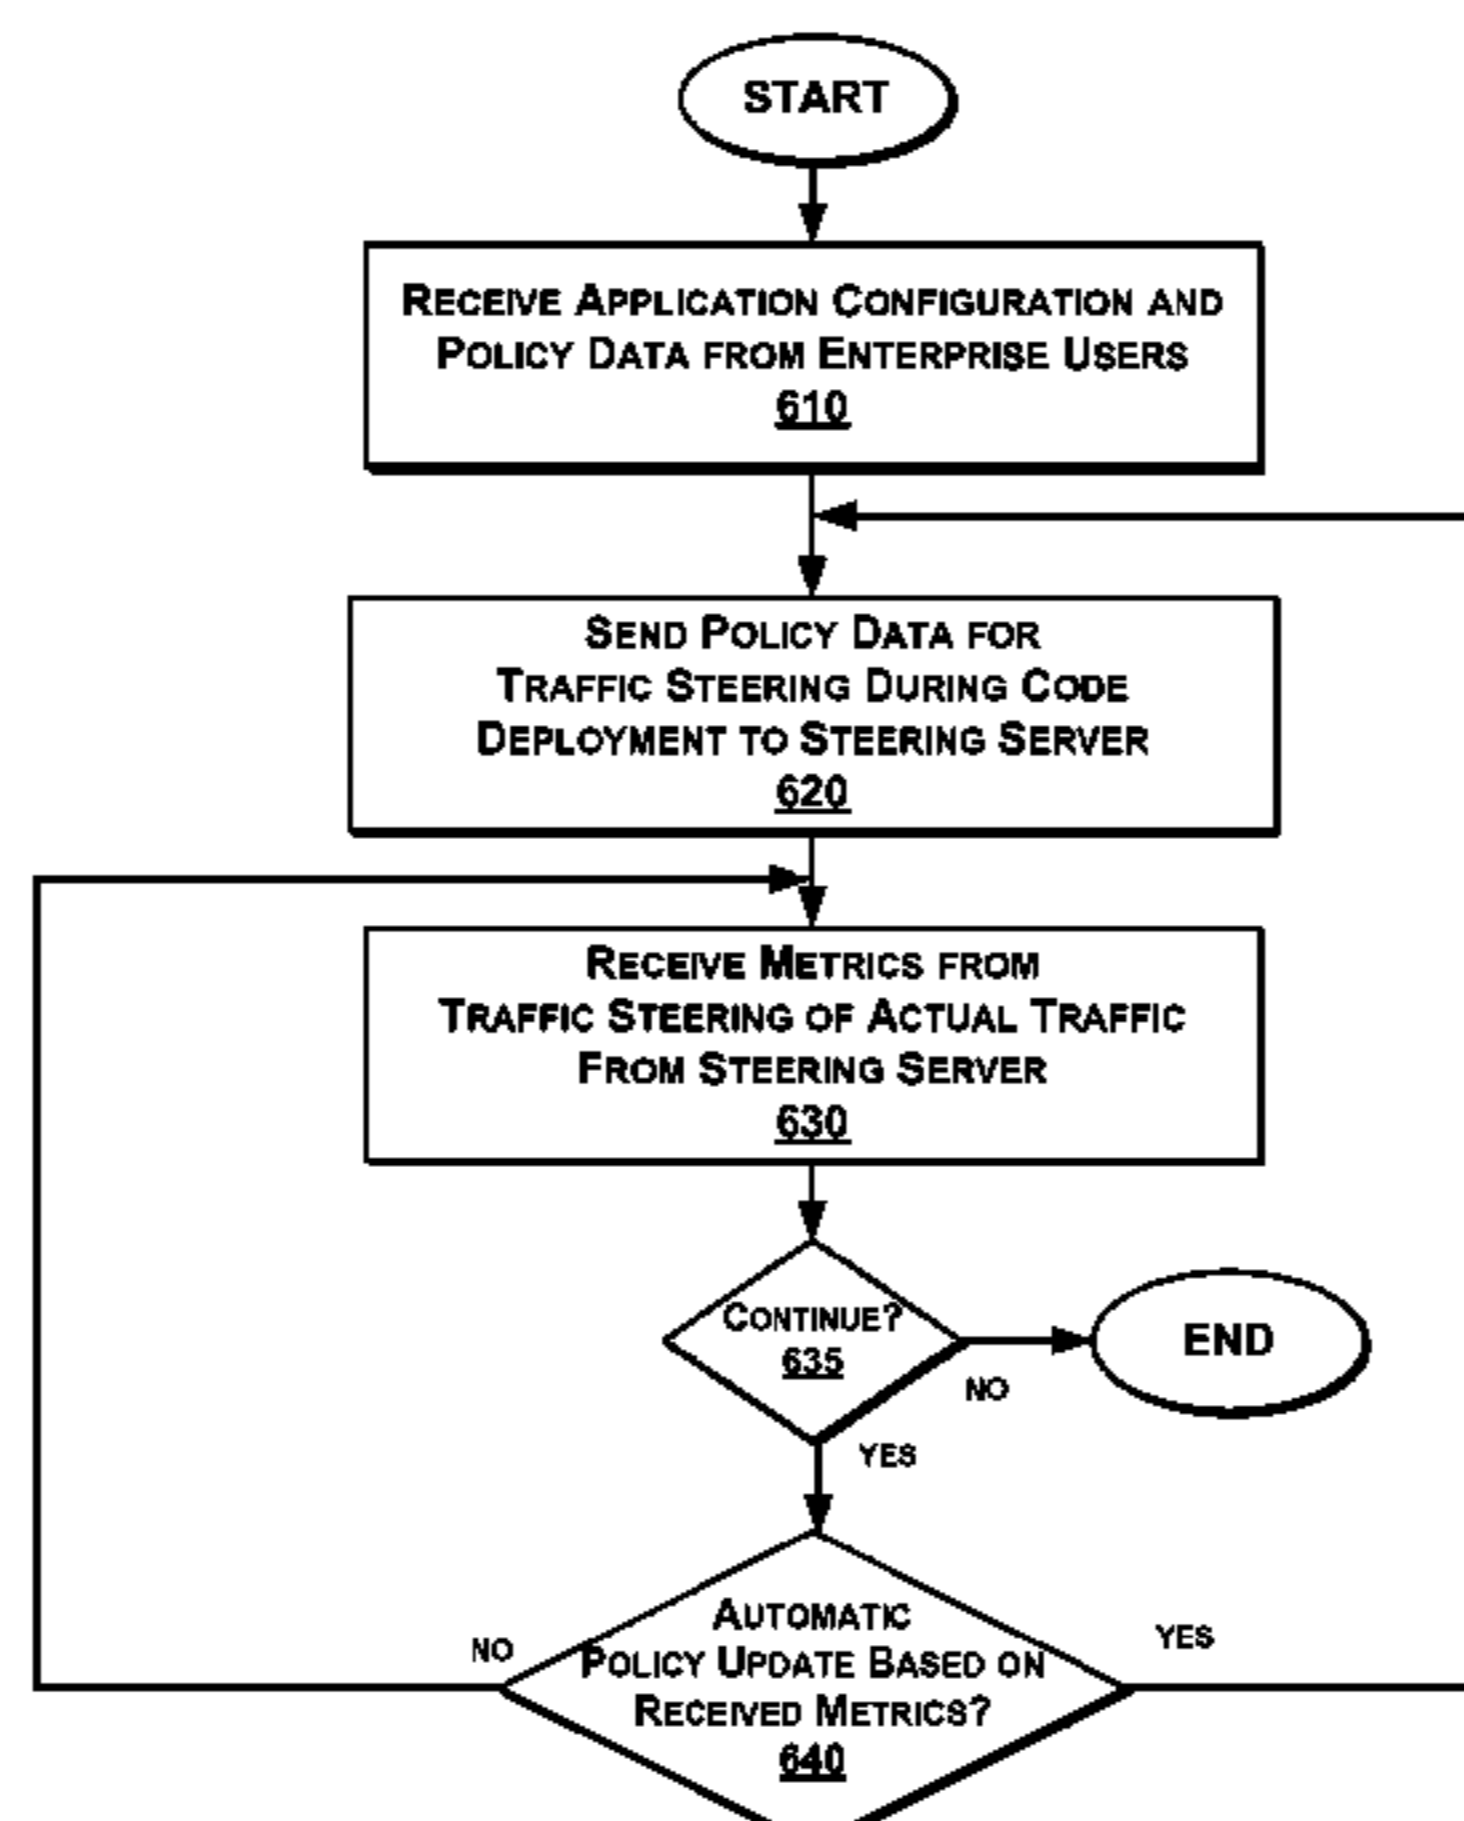 START
RECEIVE APPLICATION CONFIGURATION AND
POLICY DATA FROM ENTERPRISE USERS
610
SEND POLICY DATA FOR
TRAFFIC STEERING DURING CODE
DEPLOYMENT TO STEERING SERVER
620
RECEIVE METRICS FROM
TRAFFIC STEERING OF ACTUAL TRAFFIC
FROM STEERING SERVER
630
CONTINUE?
635
END
NO
YES
AUTOMATIC
POLICY UPDATE BASED ON
RECEIVED METRICS?
640
NO
YES